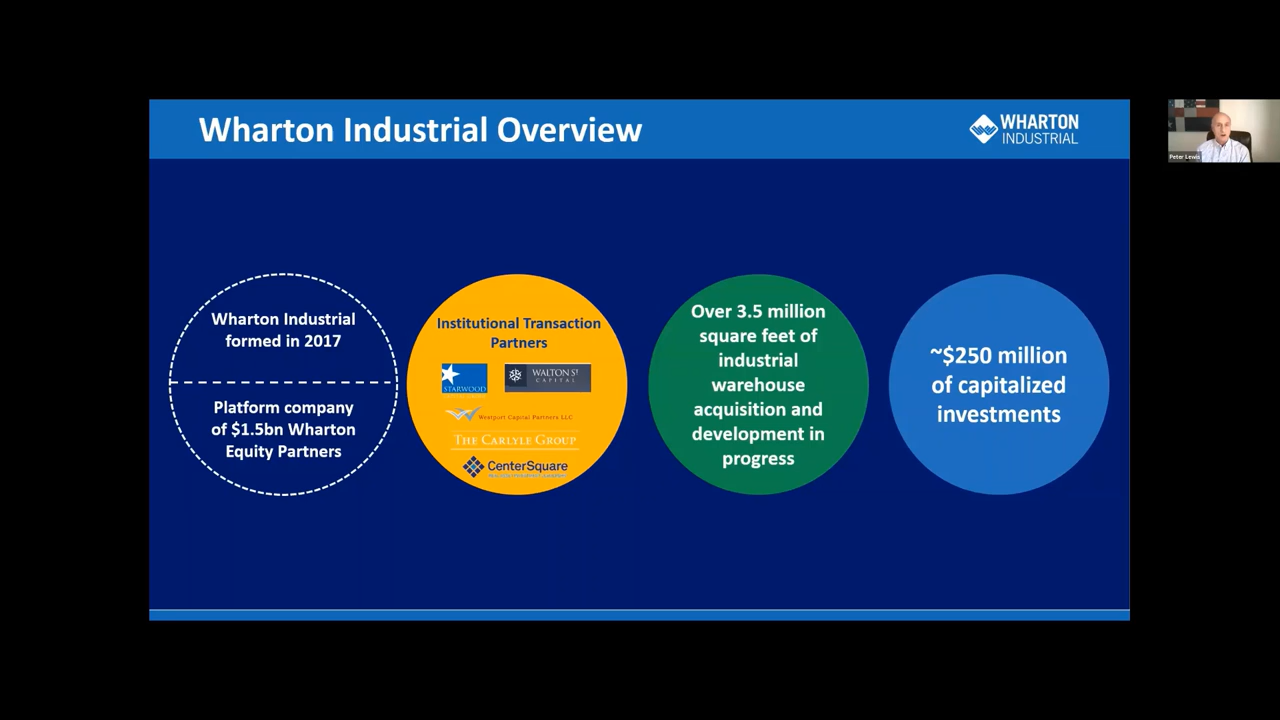 Wharton Industrial Overview
WHARTON
INDUSTRIAL
Peter Lewis
Wharton Industrial
formed in 2017
Platform company
of $1.5bn Wharton
Equity Partners
Institutional Transaction
Partners
STARWOOD
WALTON ST
CAPITAL
Westport Capital Partners LLC
THE CARLYLE GROUP
CenterSquare
Over 3.5 million
square feet of
industrial
warehouse
acquisition and
development in
progress
~$250 million
of capitalized
investments